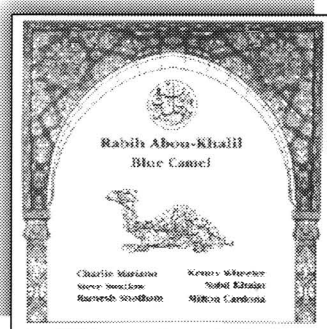 Rabih Abou-Khalil
Blue Camel
Charlie Mariano
Steve Swallow
Ramesh Shotham
Kenny Wheeler
Nabil Khaiat
Milton Cardona